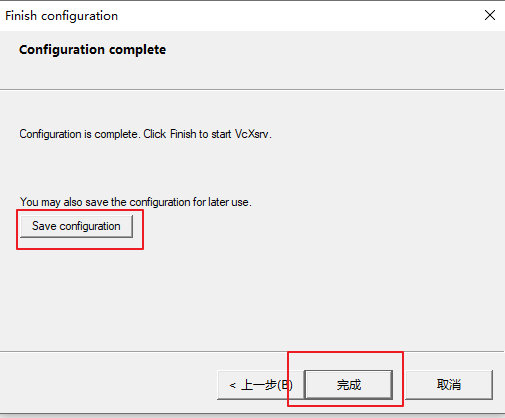 Finish configuration
Configuration complete
Configuration is complete. Click Finish to start VcXsrv.
You may also save the configuration for later use.
Save configuration
< 上一步(B) 完成 取消